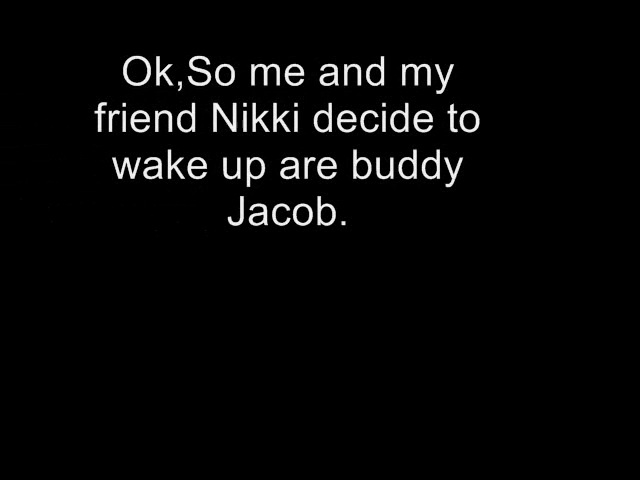 Ok,So me and my
friend Nikki decide to
wake up are buddy
Jacob.